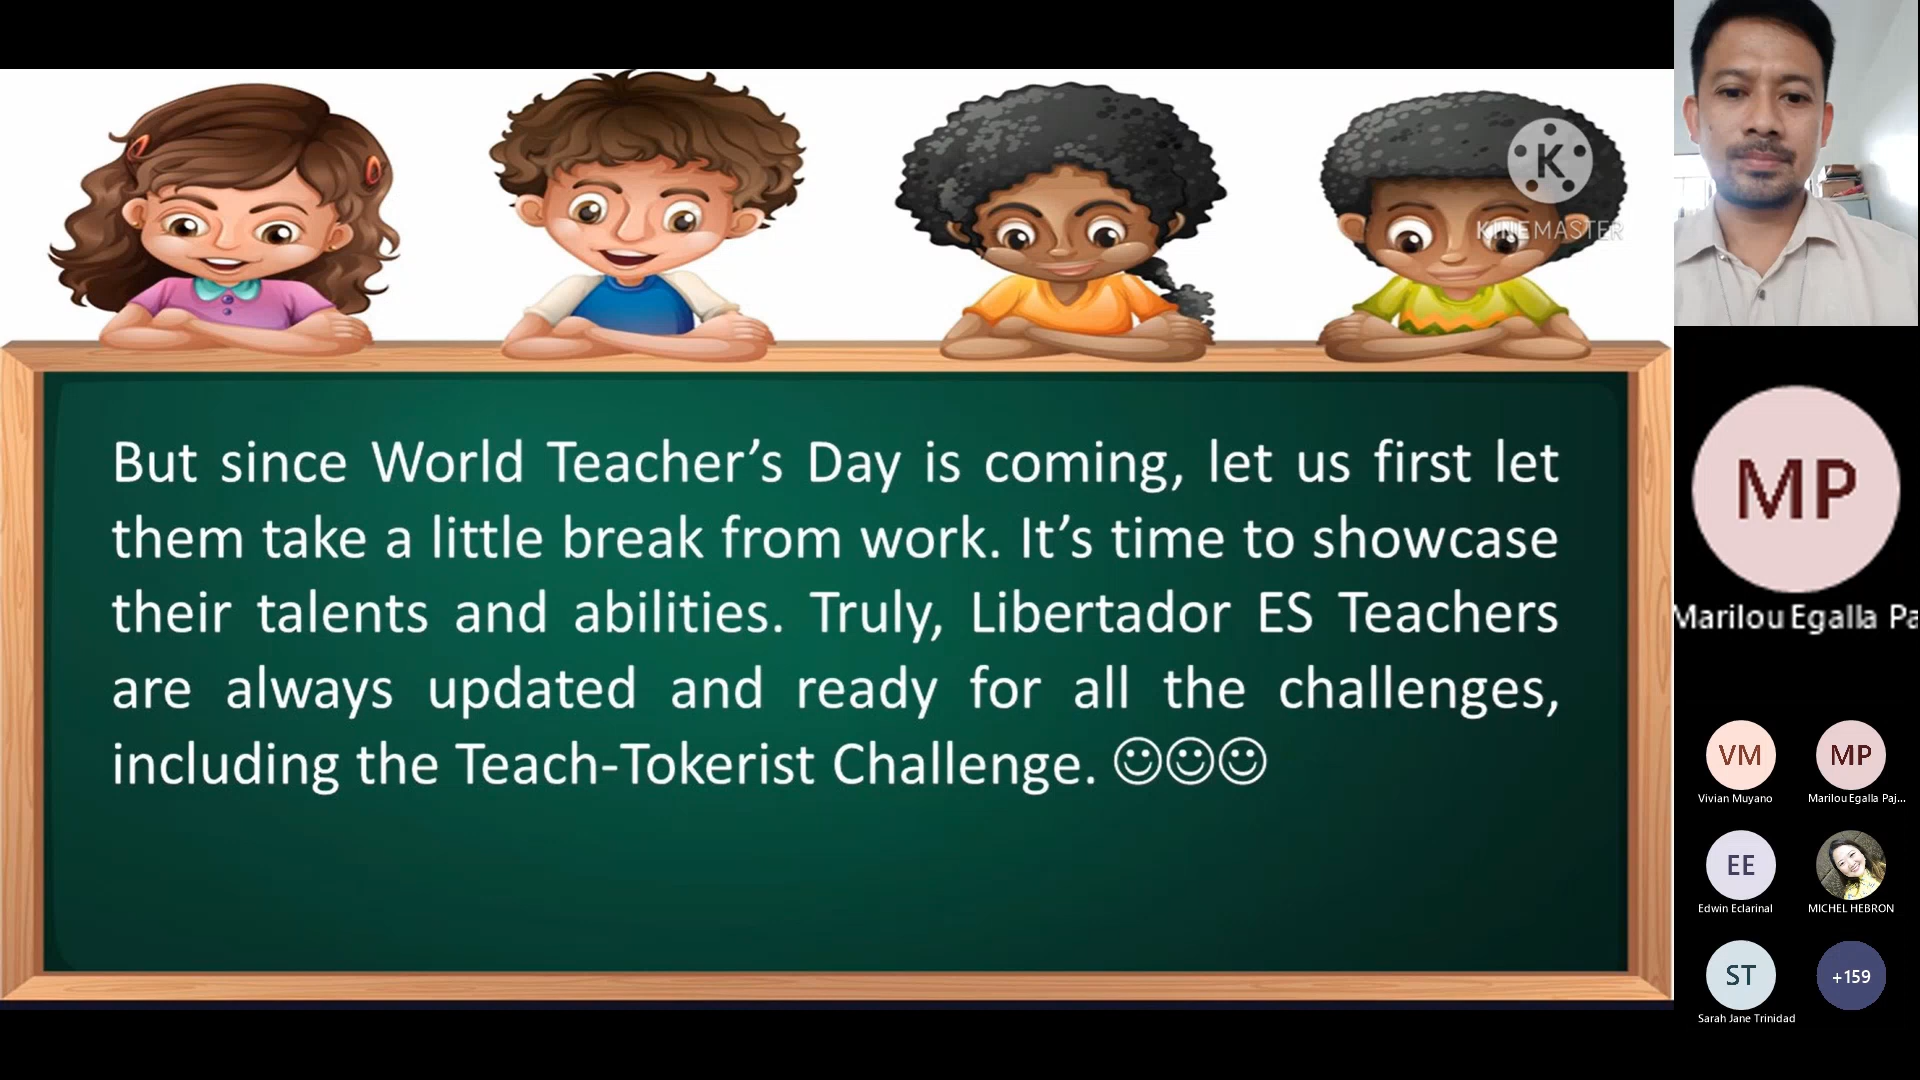 K
KINEMASTER
But since World Teacher’s Day is coming, let us first let
them take a little break from work. It’s time to showcase
their talents and abilities. Truly, Libertador ES Teachers
are always updated and ready for all the challenges,
including the Teach-Tokerist Challenge. ☺☺☺
MP
Marilou Egalla Pa
VM
Vivian Muyano
MP
Marilou Egalla Paj...
EE
Edwin Eclarinal
MICHEL HEBRON
ST
Sarah Jane Trinidad
+159